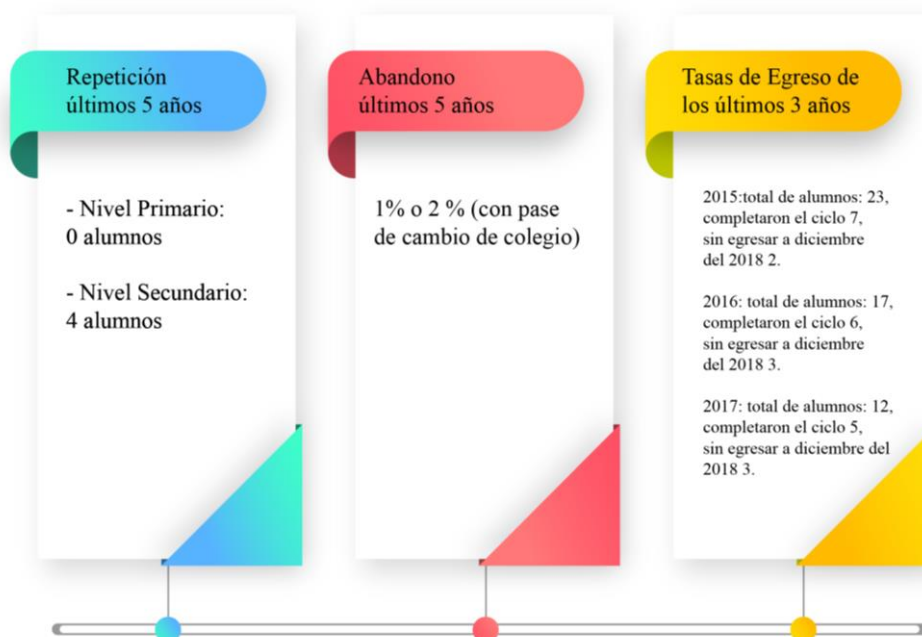 Repetición
últimos 5 años
- Nivel Primario:
0 alumnos
- Nivel Secundario:
4 alumnos
Abandono
últimos 5 años
1% o 2 % (con pase
de cambio de colegio)
Tasas de Egreso de
los últimos 3 años
2015:total de alumnos: 23,
completaron el ciclo 7,
sin egresar a diciembre
del 2018 2.
2016: total de alumnos: 17,
completaron el ciclo 6,
sin egresar a diciembre
del 2018 3.
2017: total de alumnos: 12,
completaron el ciclo 5,
sin egresar a diciembre del
2018 3.